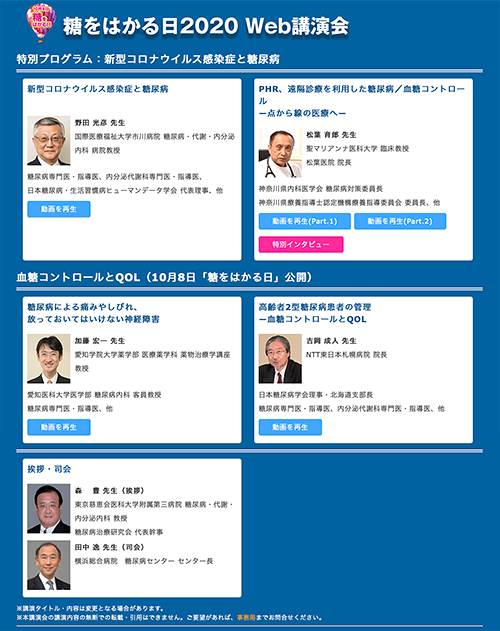 糖をはかる日2020 Web講演会
特別プログラム：新型コロナウイルス感染症と糖尿病
新型コロナウイルス感染症と糖尿病
野田 光彦 先生
国際医療福祉大学市川病院 糖尿病・代謝・内分泌
内科 病院教授
糖尿病専門医・指導医、内分泌代謝科専門医・指導医、
日本糖尿病・生活習慣病ヒューマンデータ学会 代表理事、他
動画を再生
PHR、遠隔診療を利用した糖尿病／血糖コントロー
ル
ー点から線の医療へー
松葉 育郎 先生
聖マリアンナ医科大学 臨床教授
松葉医院 院長
神奈川県内科医学会 糖尿病対策委員長
神奈川県療養指導士認定機構療養指導委員会 委員長、他
動画を再生(Part.1)
動画を再生(Part.2)
特別インタビュー
血糖コントロールとQOL（10月8日「糖をはかる日」公開）
糖尿病による痛みやしびれ、
放っておいてはいけない神経障害
加藤 宏一 先生
愛知学院大学薬学部 医療薬学科 薬物治療学講座
教授
愛知医科大学医学部 糖尿病内科 客員教授
糖尿病専門医・指導医、他
動画を再生
高齢者2型糖尿病患者の管理
ー血糖コントロールとQOL
吉岡 成人 先生
NTT東日本札幌病院 院長
日本糖尿病学会理事・北海道支部長
糖尿病専門医・指導医、内分泌代謝科専門医・指導医、他
動画を再生
挨拶・司会
森　豊 先生（挨拶）
東京慈恵会医科大学附属第三病院 糖尿病・代謝・
内分泌内科 教授
糖尿病治療研究会 代表幹事
田中 逸 先生（司会）
横浜総合病院　糖尿病センター センター長
※講演タイトル・内容は変更となる場合があります。
※本講演会の講演内容の無断での転載・引用はできません。ご要望があれば、事務局までお問合せください。